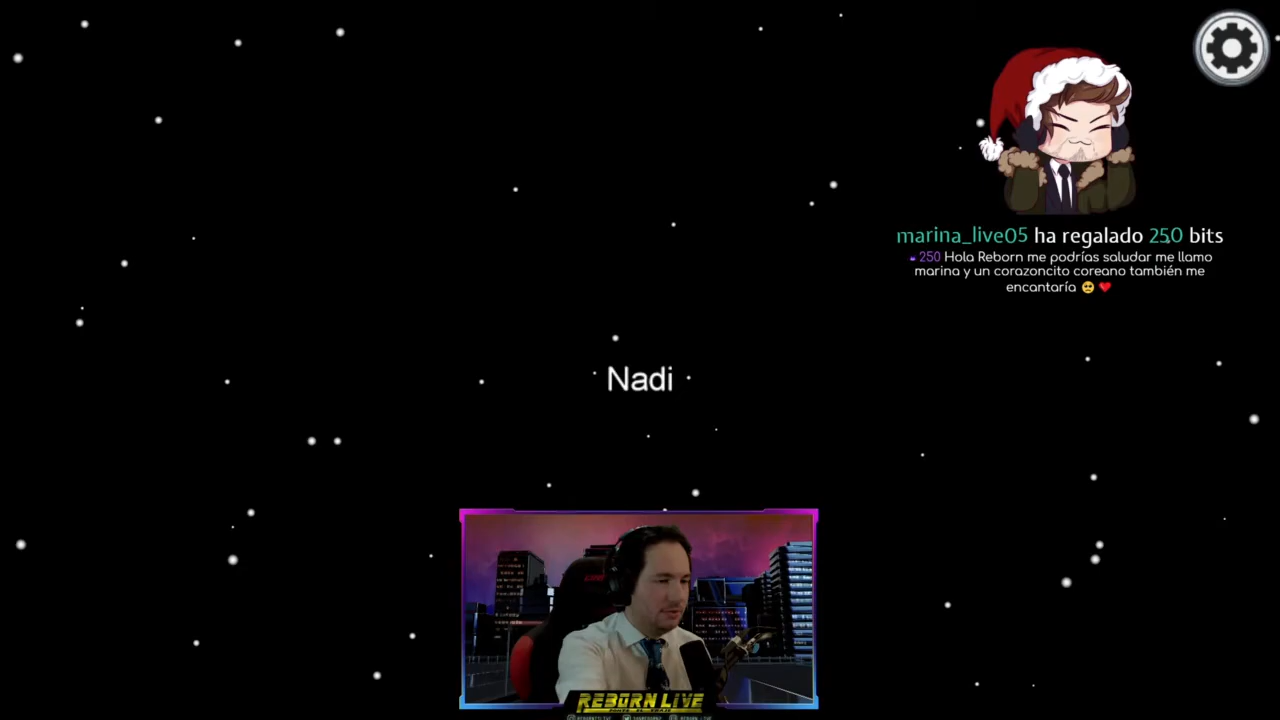 marina_live05 ha regalado 250 bits
250 Hola Reborn me podrías saludar me llamo
marina y un corazoncito coreano también me
encantaría 🥺 ❤️
Nadi
REBORN LIVE